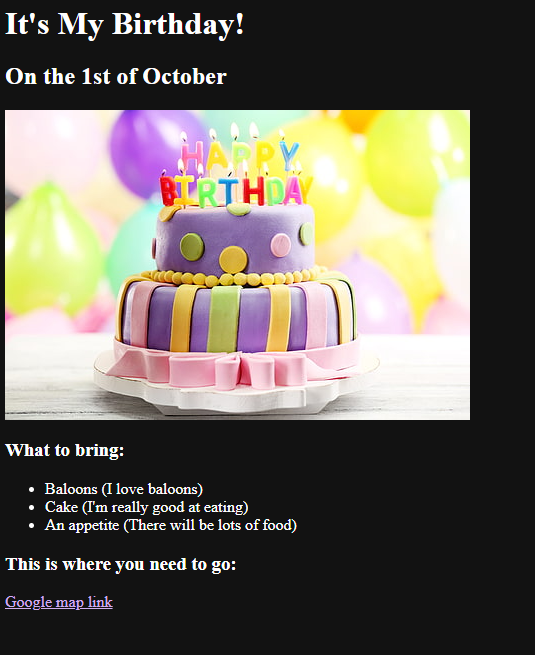 It's My Birthday!
On the 1st of October
HAPPY
BIRTHDAY
What to bring:
Baloons (I love baloons)
Cake (I'm really good at eating)
An appetite (There will be lots of food)
This is where you need to go:
Google map link